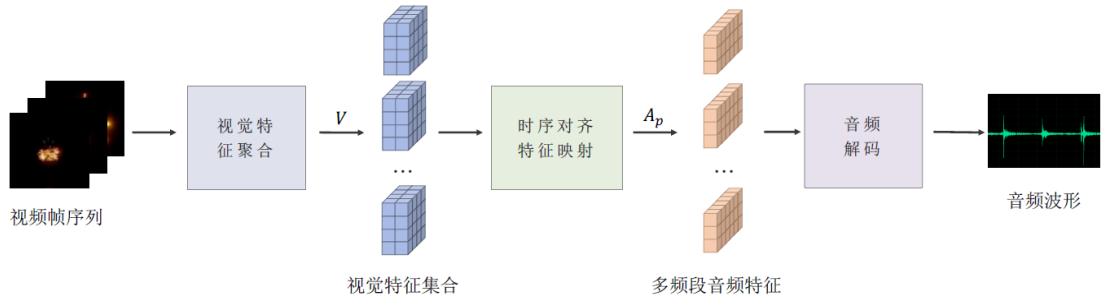 视频帧序列
视觉特
征聚合
V
...
视觉特征集合
时序对齐
特征映射
A_p
...
多频段音频特征
音频
解码
音频波形